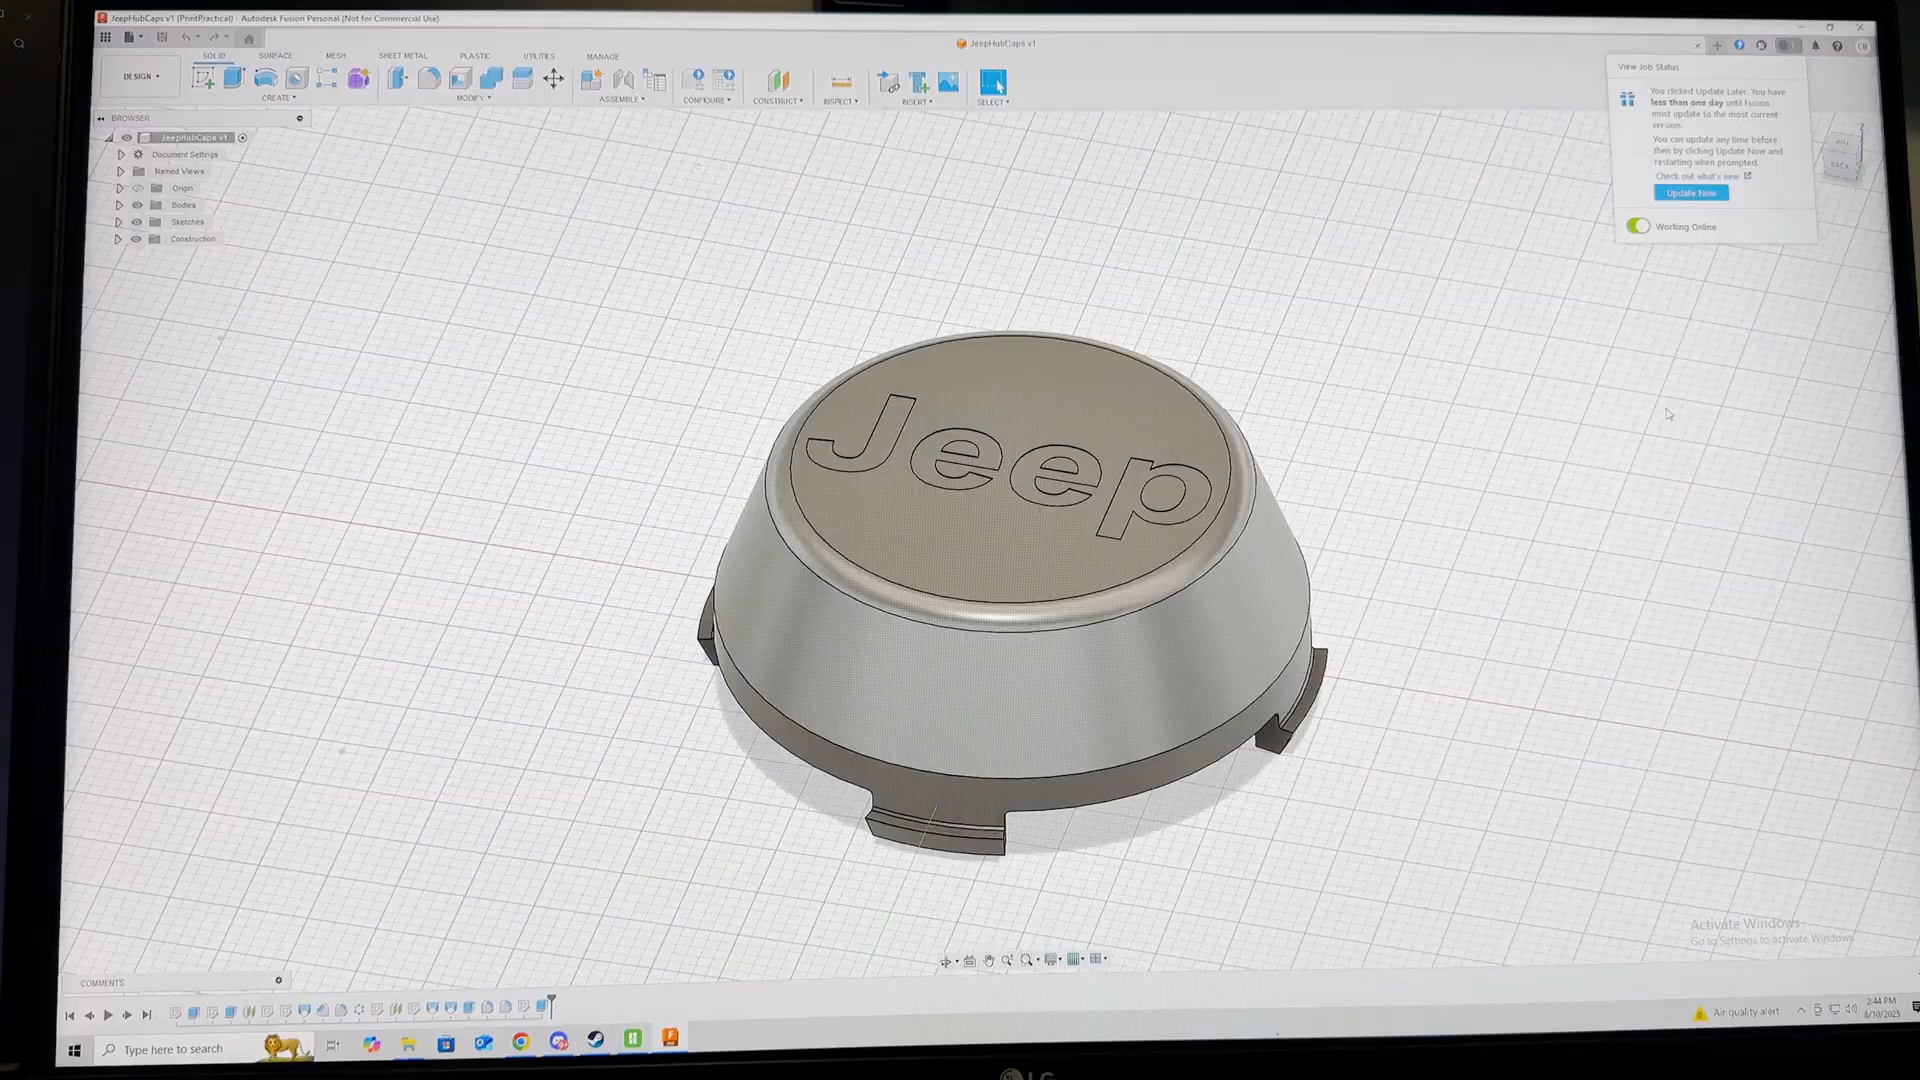 JeepHubCaps v1 (PrintPractical) - Autodesk Fusion Personal (Not for Commercial Use)
JeepHubCaps v1
CB
SOLID SURFACE MESH SHEET METAL PLASTIC UTILITIES MANAGE
DESIGN
CREATE MODIFY ASSEMBLE CONFIGURE CONSTRUCT INSPECT INSERT SELECT
BROWSER
JeepHubCaps v1
Document Settings
Named Views
Origin
Bodies
Sketches
Construction
View Job Status
You clicked Update Later. You have
less than one day until Fusion
must update to the most current
version.
You can update any time before
then by clicking Update Now and
restarting when prompted.
Check out what's new
Update Now
Working Online
BACK
Jeep
Activate Windows
Go to Settings to activate Windows.
COMMENTS
Type here to search
Air quality alert
2:44 PM
8/10/2025
LG